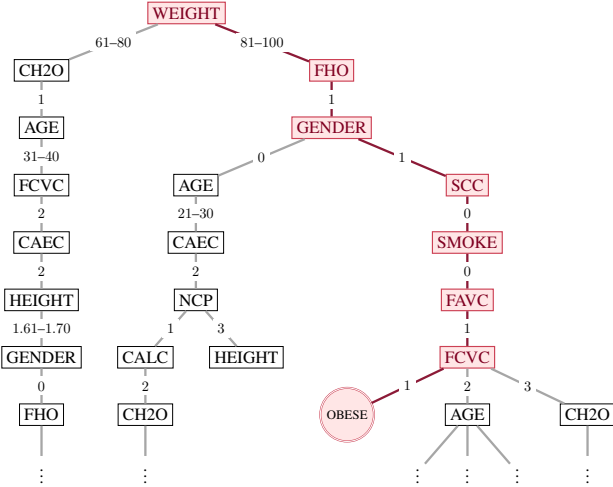 WEIGHT
61–80 81–100
CH2O FHO
1 1
AGE GENDER
31–40 0 1
FCVC AGE SCC
2 21–30 0
CAEC CAEC SMOKE
2 2 0
HEIGHT NCP FAVC
1.61–1.70 1 3 1
GENDER CALC HEIGHT FCVC
0 2 1 2 3
FHO CH2O OBESE AGE CH2O
⋮ ⋮ ⋮ ⋮ ⋮ ⋮